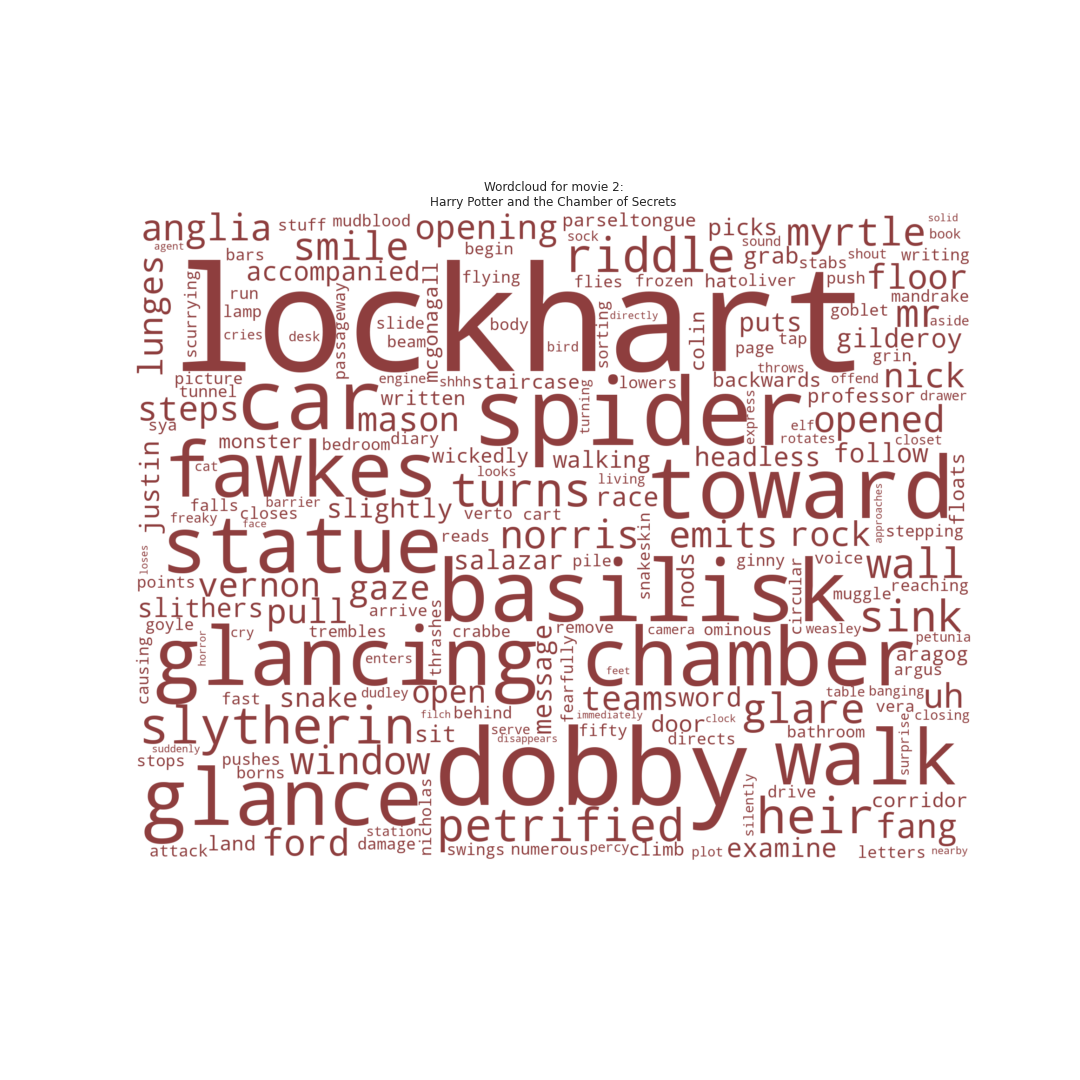 Wordcloud for movie 2:
Harry Potter and the Chamber of Secrets
anglia stuff mudblood opening parseltongue picks myrtle solid
agent bars smile begin sock riddle sound grab stabs shout book writing
lunges scurrying accompanied flying flies frozen hat oliver push floor
run lamp passageway mcgonagall lockhart directly sorting colin goblet mandrake
cries desk slide beam body bird puts page tap mr aside gilderoy grin
picture tunnel engine shhh staircase turning lowers throws backwards offend nick
steps car written mason spider express professor drawer opened
sya monster bedroom diary wickedly walking elf rotates closet
justin cat fawkes looks living headless follow floats
falls barrier closes slightly turns race toward approaches
freaky face verto cart snakeskin emits rock stepping
loses statue reads norris salazar pile nods ginny circular voice wall
points vernon gaze basilisk muggle reaching
slithers pull arrive thrashes sink
goyle horror cry trembles crabbe message remove camera ominous weasley petunia
causing glancing enters fearfully feet chamber aragog argus
fast snake dudley open team sword table banging vera uh
slytherin filch behind immediately door clock glare closing
sit serve disappears fifty directs bathroom surprise
suddenly stops pushes borns window dobby walk
glance nicholas silently drive corridor
petrified heir fang
attack land ford station damage swings numerous percy climb plot examine letters nearby